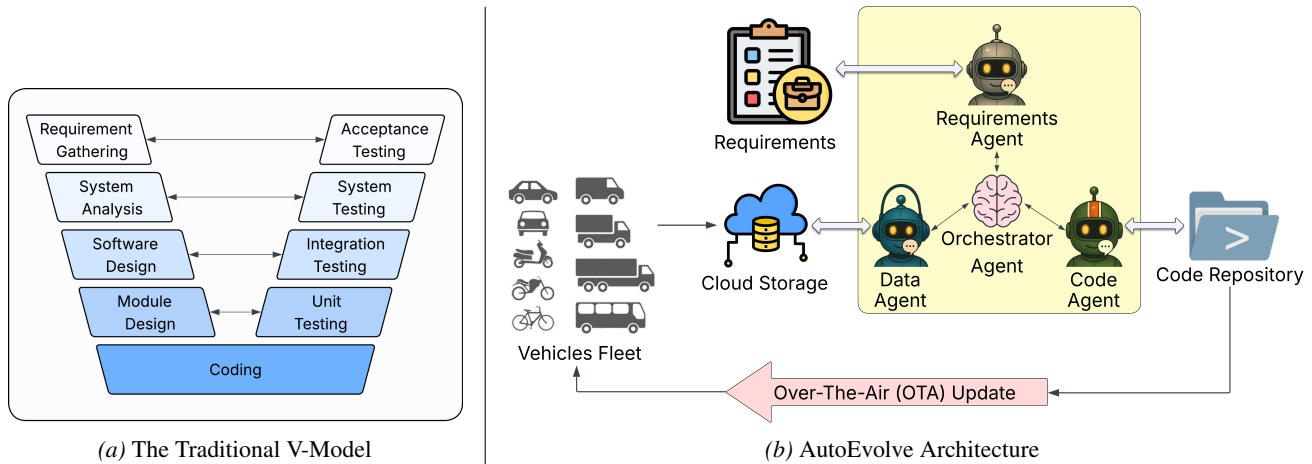 Requirement
Gathering
Acceptance
Testing
System
Analysis
System
Testing
Software
Design
Integration
Testing
Module
Design
Unit
Testing
Coding
(a) The Traditional V-Model
Requirements
Requirements
Agent
Orchestrator
Agent
Data
Agent
Code
Agent
Cloud Storage
Code Repository
Vehicles Fleet
Over-The-Air (OTA) Update
(b) AutoEvolve Architecture